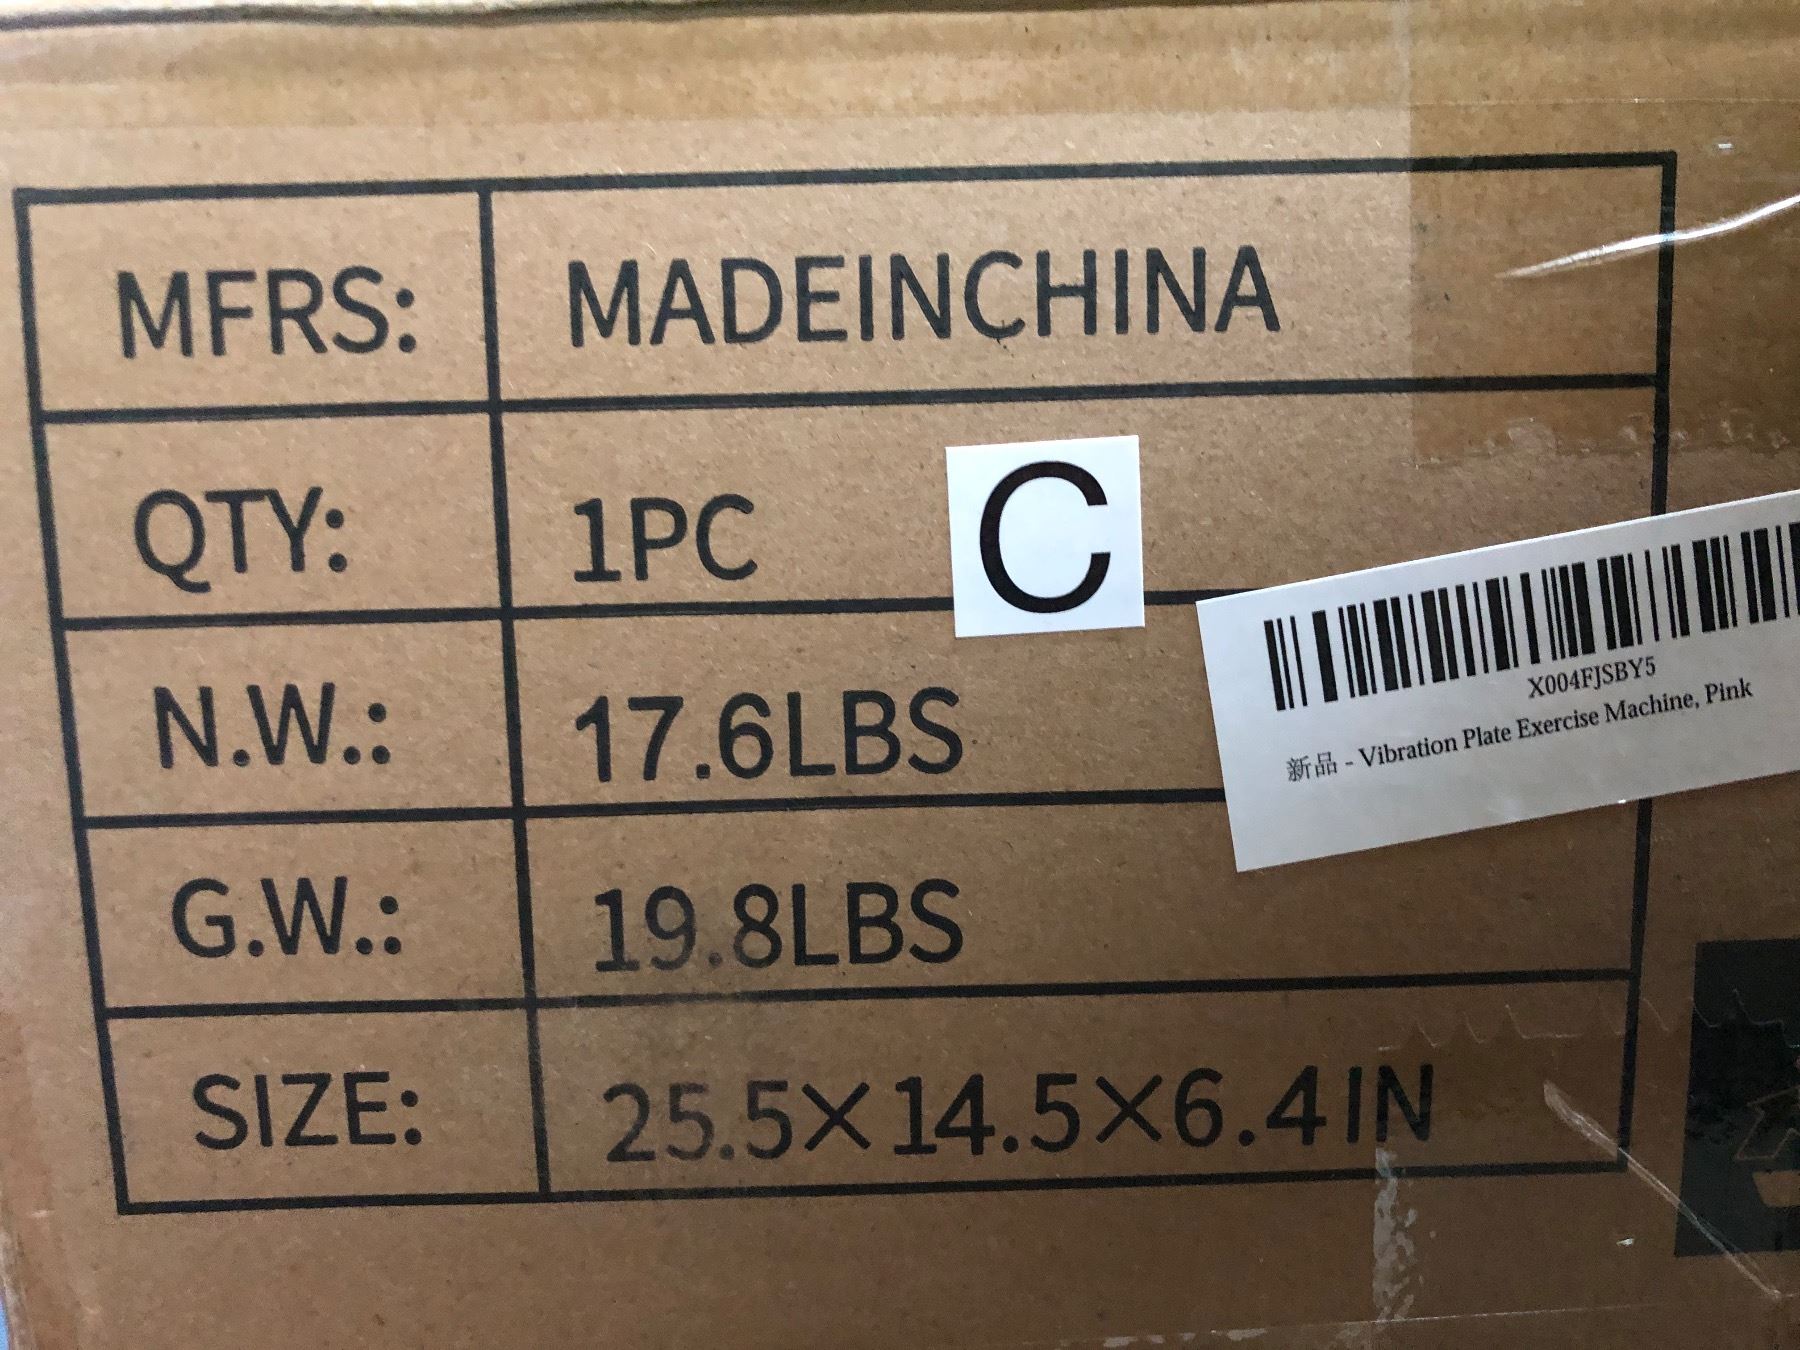 MFRS: MADEINCHINA
QTY: 1PC
C
N.W.: 17.6LBS
X004FJSBY5
新品 - Vibration Plate Exercise Machine, Pink
G.W.: 19.8LBS
SIZE: 25.5×14.5×6.4IN